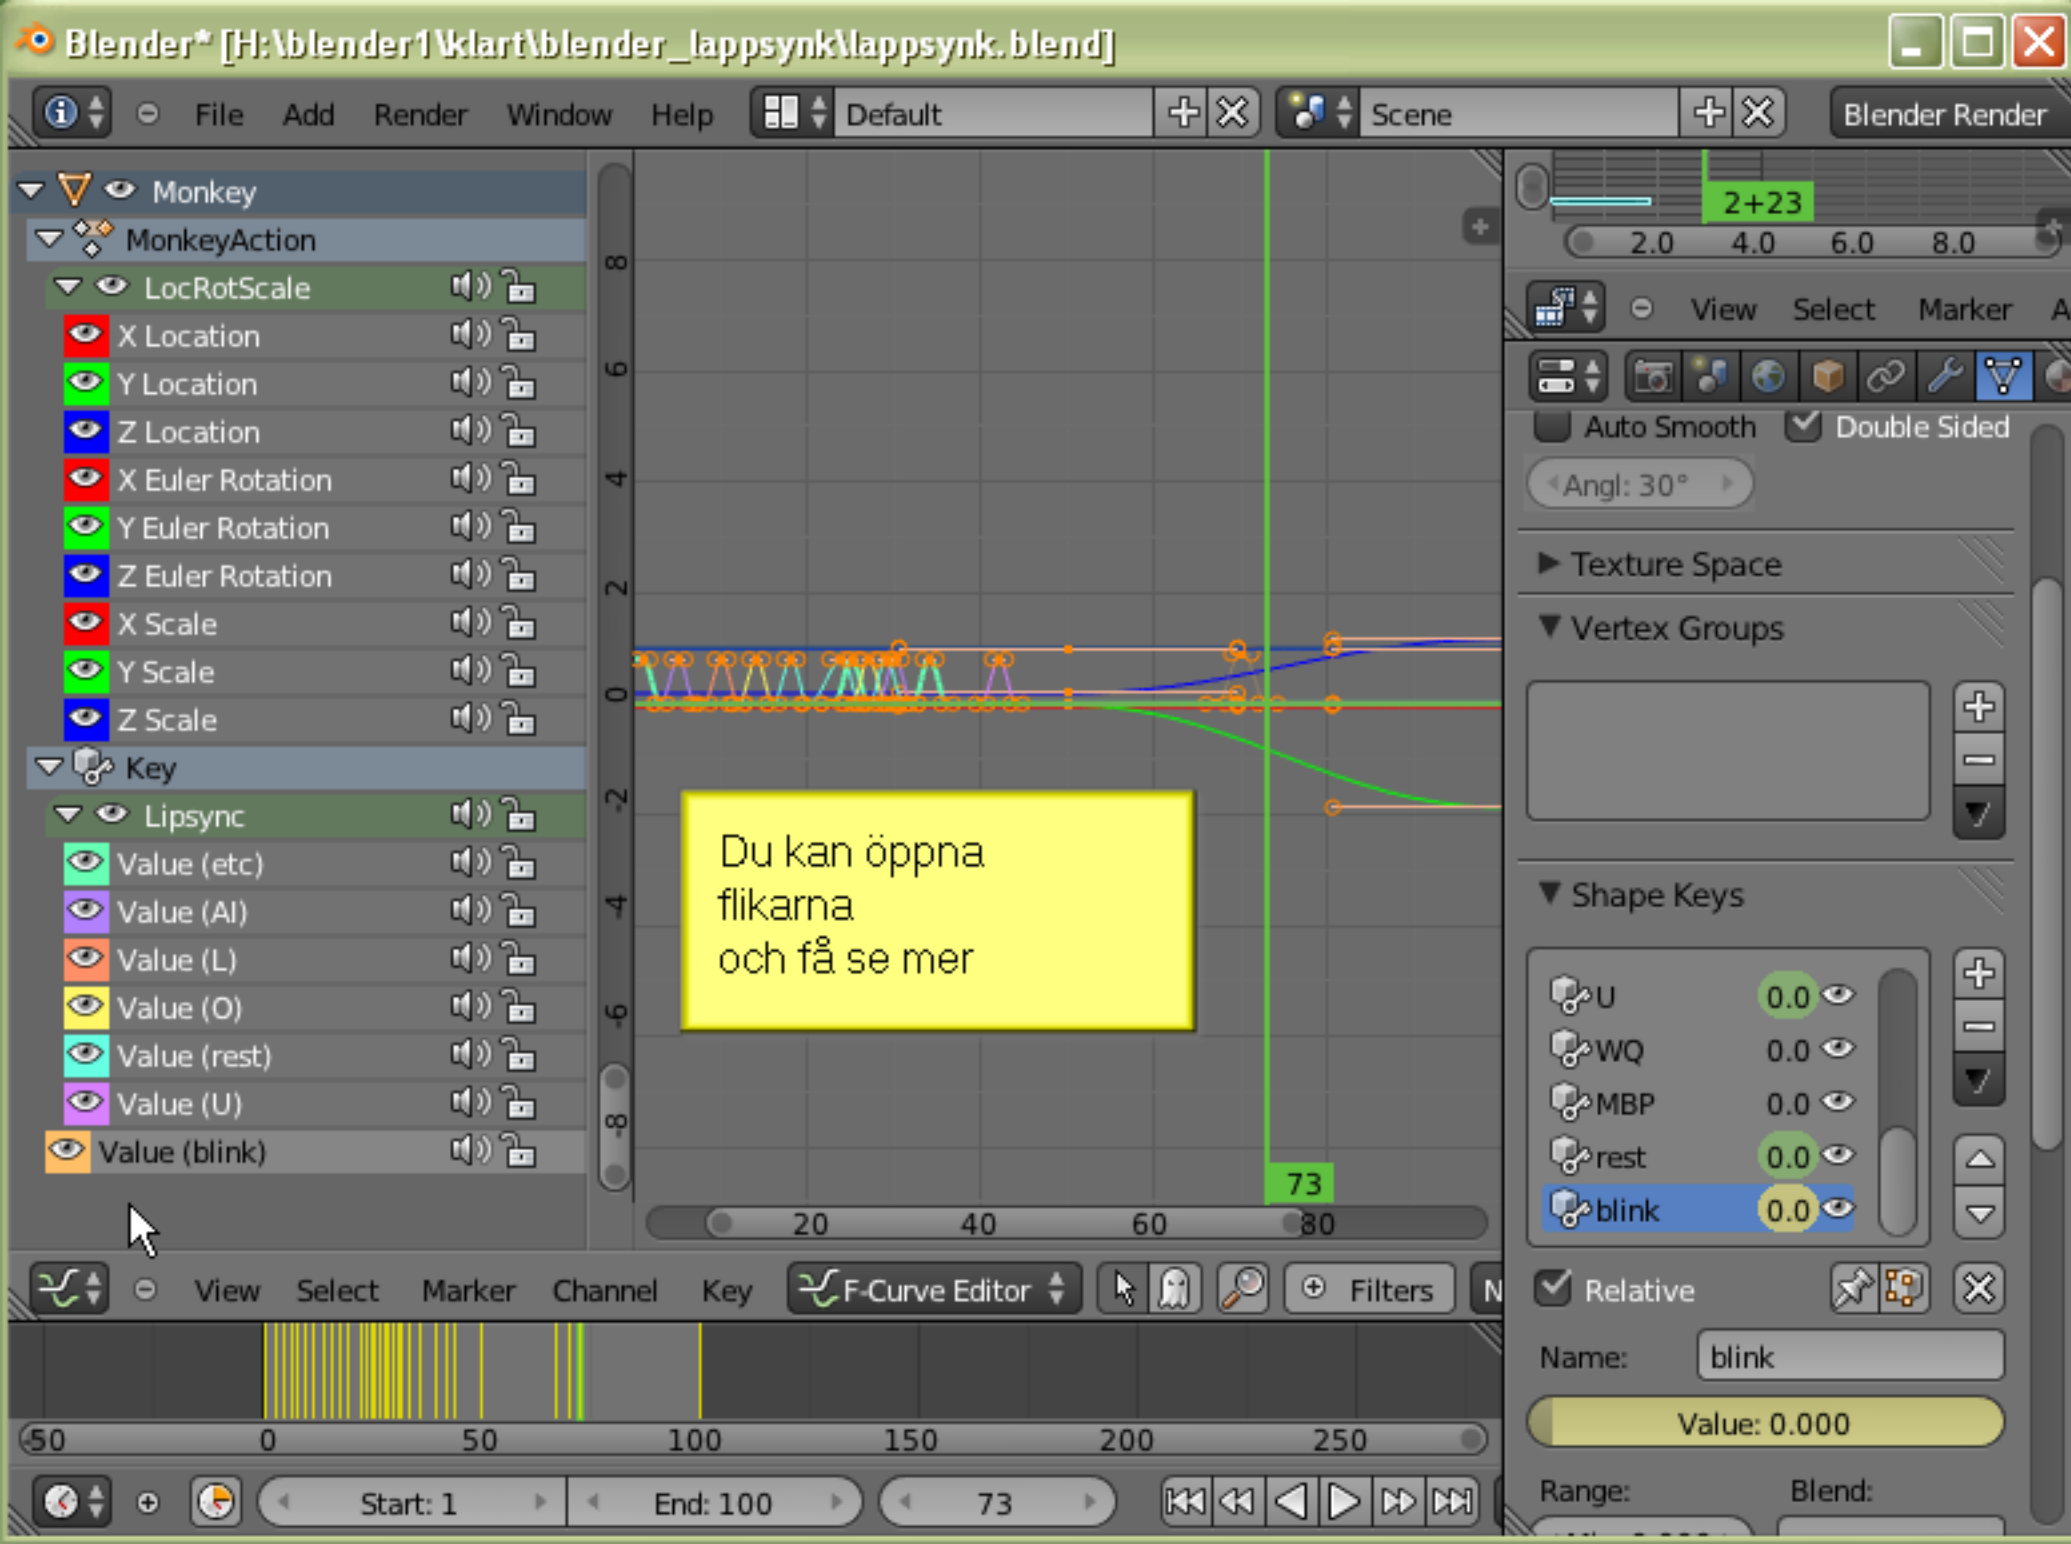 Blender* [H:\blender1\klart\blender_lappsynk\lappsynk.blend]
File Add Render Window Help Default Scene Blender Render
Monkey
MonkeyAction
LocRotScale
X Location
Y Location
Z Location
X Euler Rotation
Y Euler Rotation
Z Euler Rotation
X Scale
Y Scale
Z Scale
Key
Lipsync
Value (etc)
Value (AI)
Value (L)
Value (O)
Value (rest)
Value (U)
Value (blink)
8
6
4
2
0
-2
-4
-6
-8
Du kan öppna
flikarna
och få se mer
73
20 40 60 80
View Select Marker Channel Key F-Curve Editor Filters N
-50 0 50 100 150 200 250
Start: 1 End: 100 73
2+23
2.0 4.0 6.0 8.0
View Select Marker A
Auto Smooth Double Sided
Angl: 30°
Texture Space
Vertex Groups
Shape Keys
U 0.0
WQ 0.0
MBP 0.0
rest 0.0
blink 0.0
Relative
Name: blink
Value: 0.000
Range: Blend: